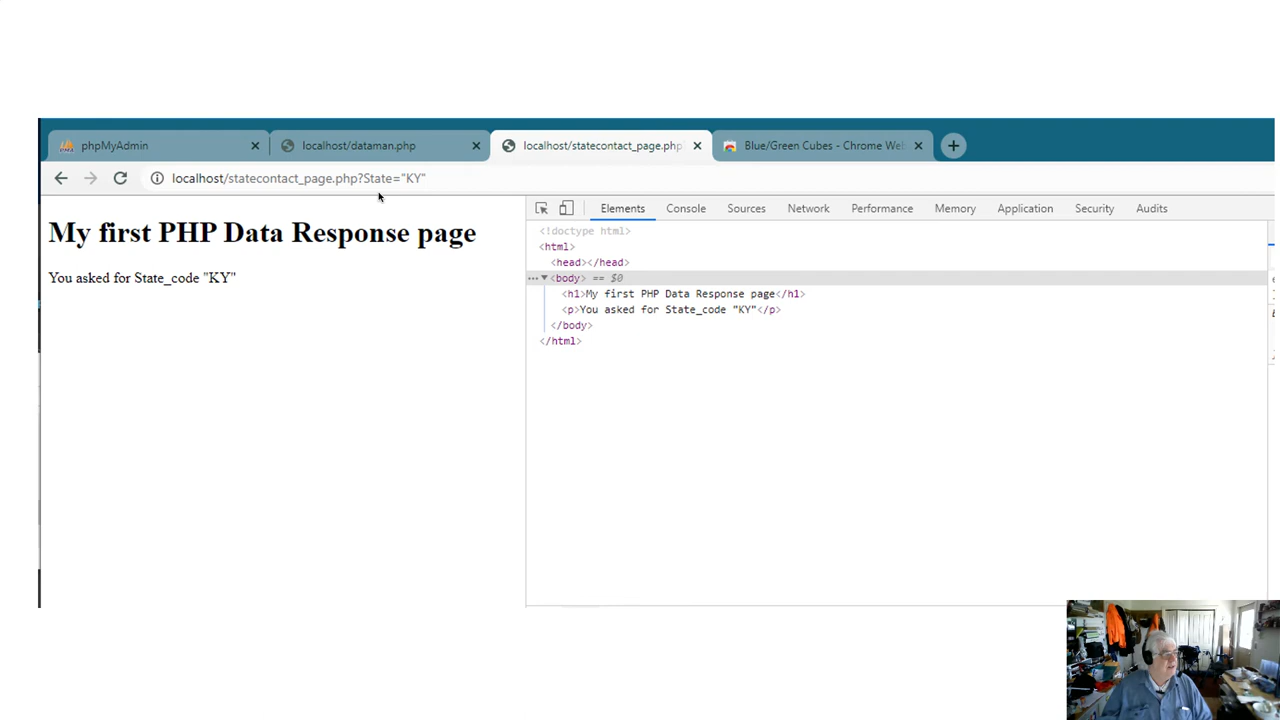 phpMyAdmin
localhost/dataman.php
localhost/statecontact_page.php
Blue/Green Cubes - Chrome Web
localhost/statecontact_page.php?State="KY"
My first PHP Data Response page
You asked for State_code "KY"
Elements Console Sources Network Performance Memory Application Security Audits
<!doctype html>
<html>
<head></head>
<body> == $0
<h1>My first PHP Data Response page</h1>
<p>You asked for State_code "KY"</p>
</body>
</html>